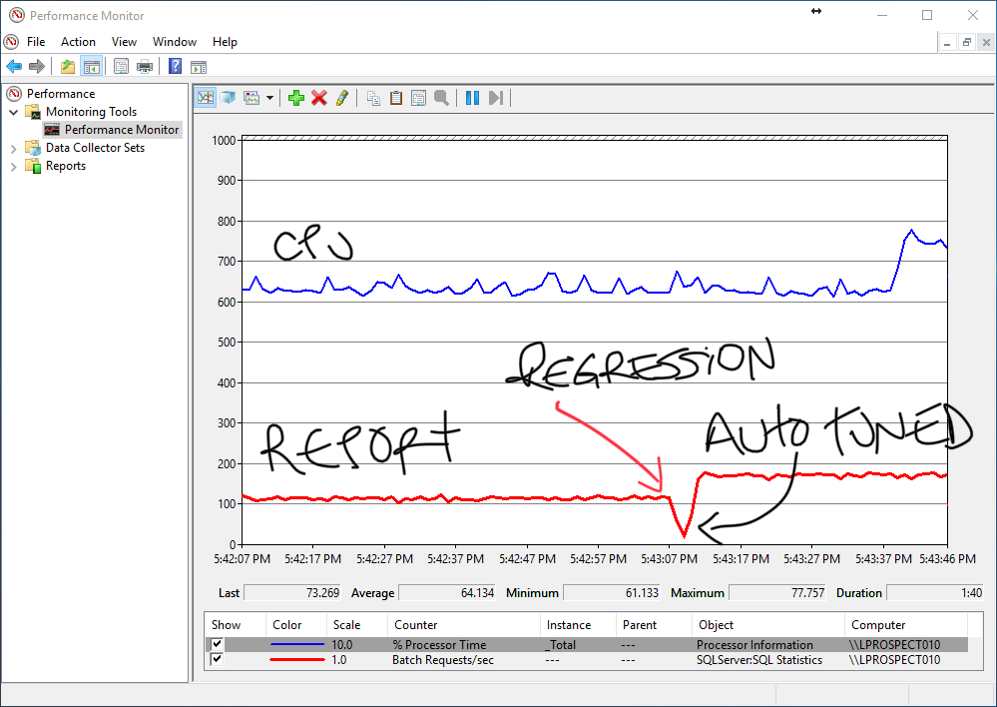 Performance Monitor
File Action View Window Help
Performance
Monitoring Tools
Performance Monitor
Data Collector Sets
Reports
1000
900
800
700
600
500
400
300
200
100
0
CPU
REGRESSION
REPORT
AUTO TUNED
5:42:07 PM 5:42:17 PM 5:42:27 PM 5:42:37 PM 5:42:47 PM 5:42:57 PM 5:43:07 PM 5:43:17 PM 5:43:27 PM 5:43:37 PM 5:43:46 PM
Last 73.269 Average 64.134 Minimum 61.133 Maximum 77.757 Duration 1:40
Show Color Scale Counter Instance Parent Object Computer
10.0 % Processor Time _Total --- Processor Information \\LPROSPECT010
1.0 Batch Requests/sec --- --- SQLServer:SQL Statistics \\LPROSPECT010